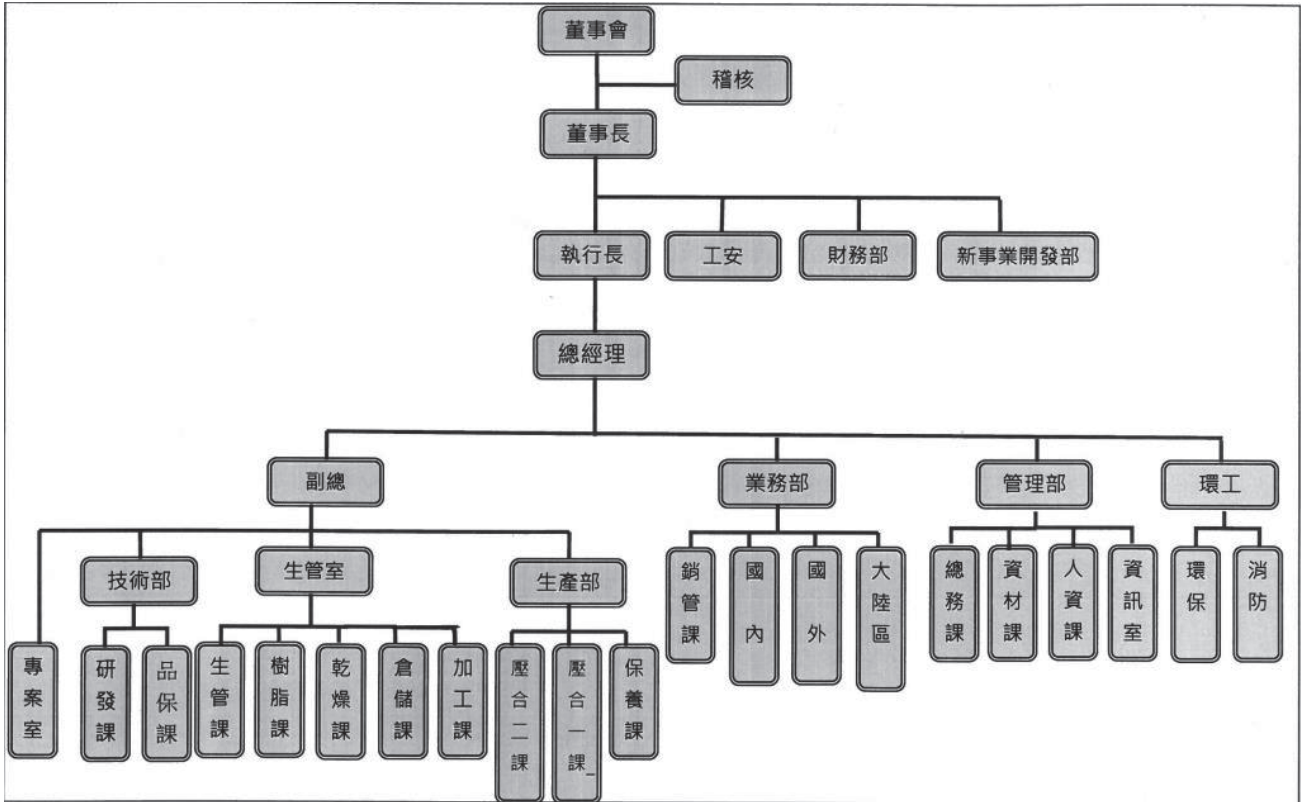 董事會
稽核
董事長
執行長
工安
財務部
新事業開發部
總經理
副總
業務部
管理部
環工
技術部
生管室
生產部
銷管課
國內
國外
大陸區
總務課
資材課
人資課
資訊室
環保
消防
專案室
研發課
品保課
生管課
樹脂課
乾燥課
倉儲課
加工課
壓合二課
壓合一課
保養課